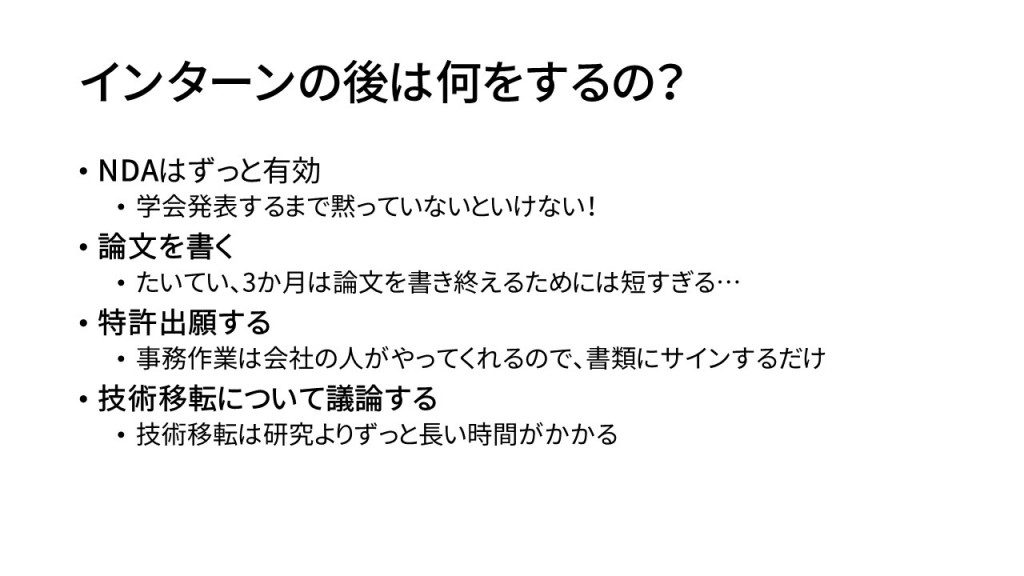 インターンの後は何をするの？
• NDAはずっと有効
• 学会発表するまで黙っていないといけない！
• 論文を書く
• たいてい、3か月は論文を書き終えるためには短すぎる…
• 特許出願する
• 事務作業は会社の人がやってくれるので、書類にサインするだけ
• 技術移転について議論する
• 技術移転は研究よりずっと長い時間がかかる